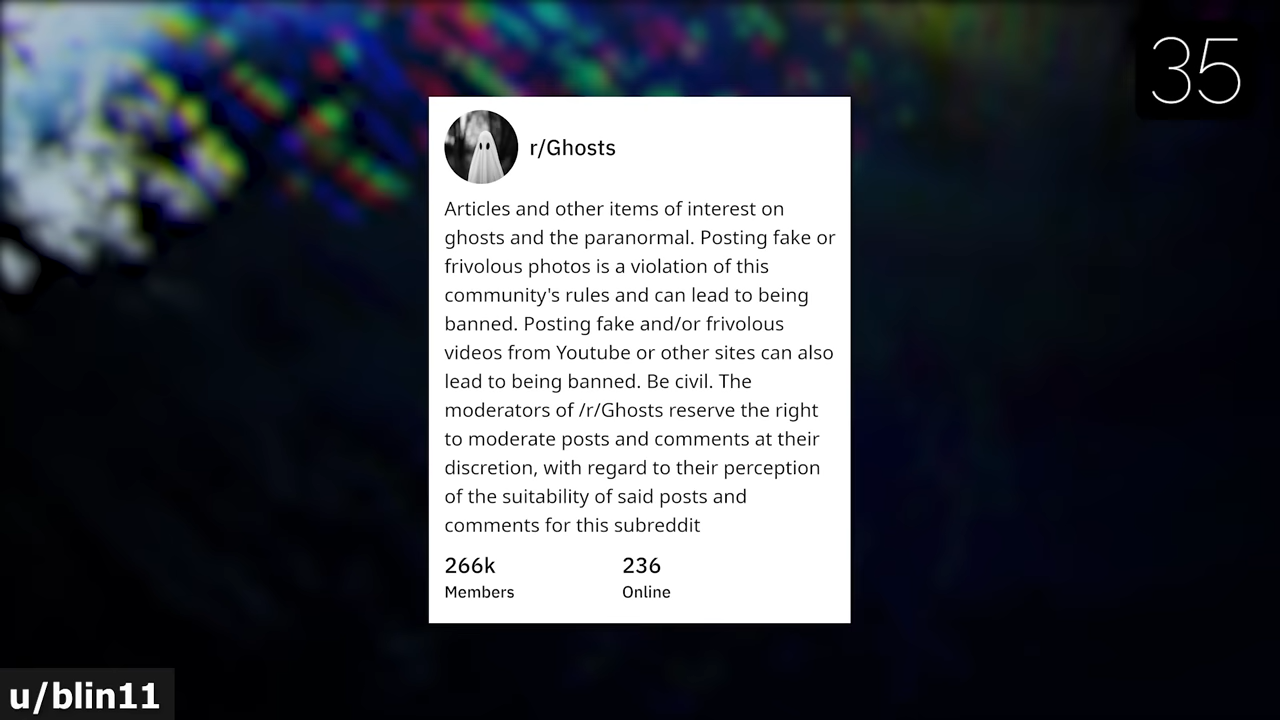 35
r/Ghosts
Articles and other items of interest on
ghosts and the paranormal. Posting fake or
frivolous photos is a violation of this
community's rules and can lead to being
banned. Posting fake and/or frivolous
videos from Youtube or other sites can also
lead to being banned. Be civil. The
moderators of /r/Ghosts reserve the right
to moderate posts and comments at their
discretion, with regard to their perception
of the suitability of said posts and
comments for this subreddit
266k 236
Members Online
u/blin11